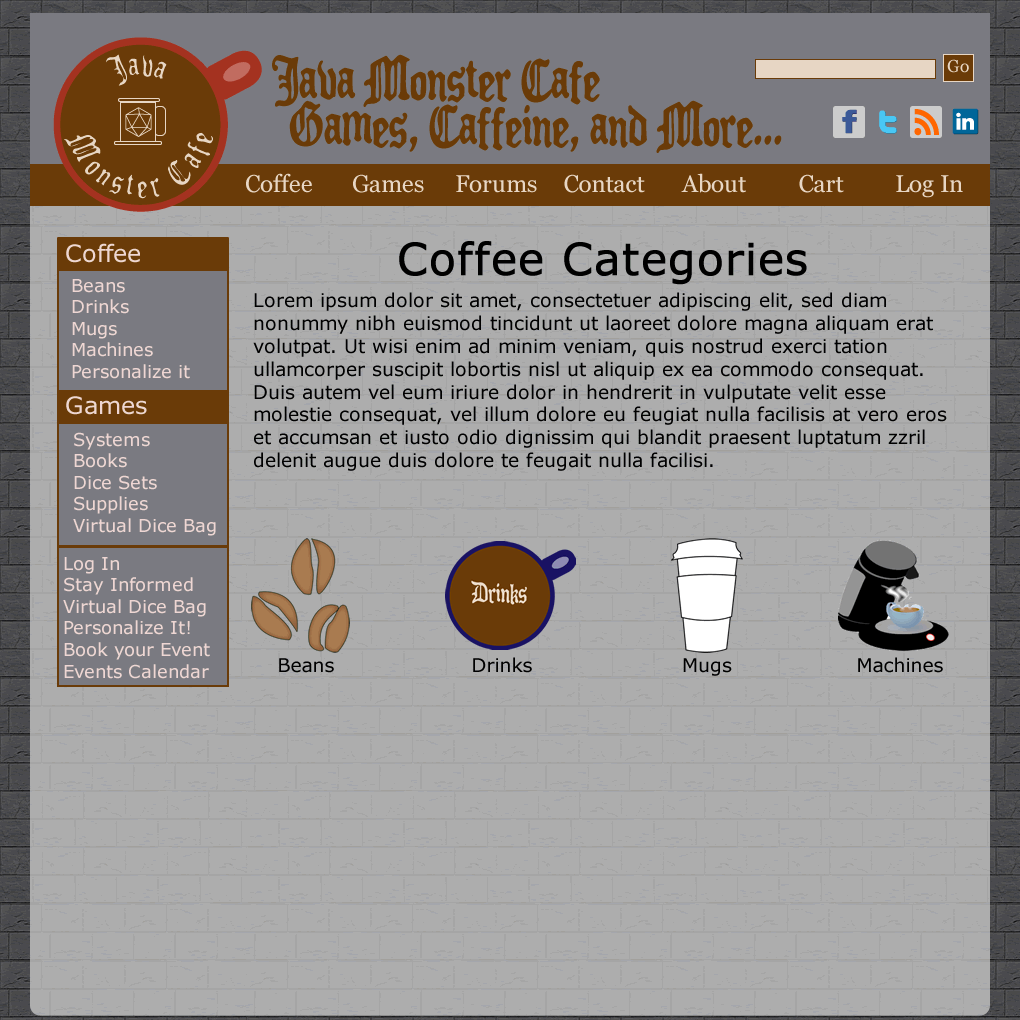 Java
Monster Cafe
Java Monster Cafe
Games, Caffeine, and More...
Go
f
t
in
Coffee Games Forums Contact About Cart Log In
Coffee
Beans
Drinks
Mugs
Machines
Personalize it
Games
Systems
Books
Dice Sets
Supplies
Virtual Dice Bag
Log In
Stay Informed
Virtual Dice Bag
Personalize It!
Book your Event
Events Calendar
Coffee Categories
Lorem ipsum dolor sit amet, consectetuer adipiscing elit, sed diam
nonummy nibh euismod tincidunt ut laoreet dolore magna aliquam erat
volutpat. Ut wisi enim ad minim veniam, quis nostrud exerci tation
ullamcorper suscipit lobortis nisl ut aliquip ex ea commodo consequat.
Duis autem vel eum iriure dolor in hendrerit in vulputate velit esse
molestie consequat, vel illum dolore eu feugiat nulla facilisis at vero eros
et accumsan et iusto odio dignissim qui blandit praesent luptatum zzril
delenit augue duis dolore te feugait nulla facilisi.
Drinks
Beans Drinks Mugs Machines